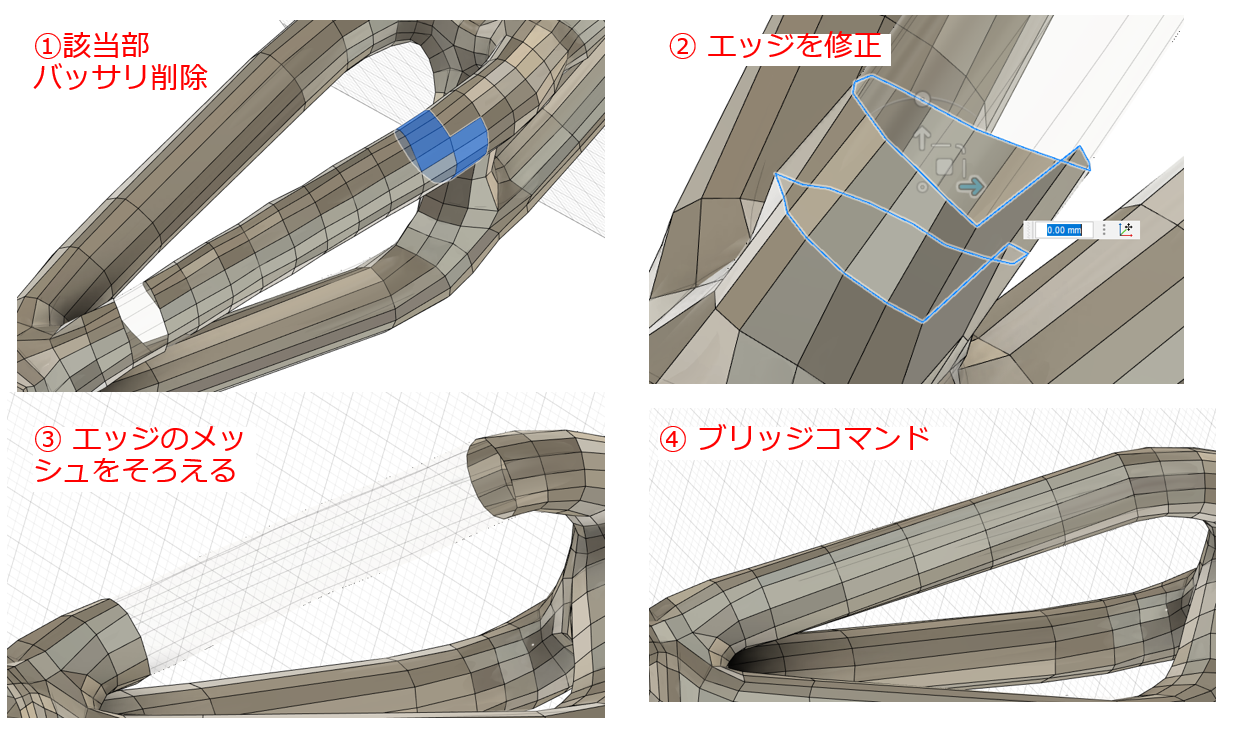 ①該当部
バッサリ削除
② エッジを修正
0.00 mm
③ エッジのメッ
シュをそろえる
④ ブリッジコマンド